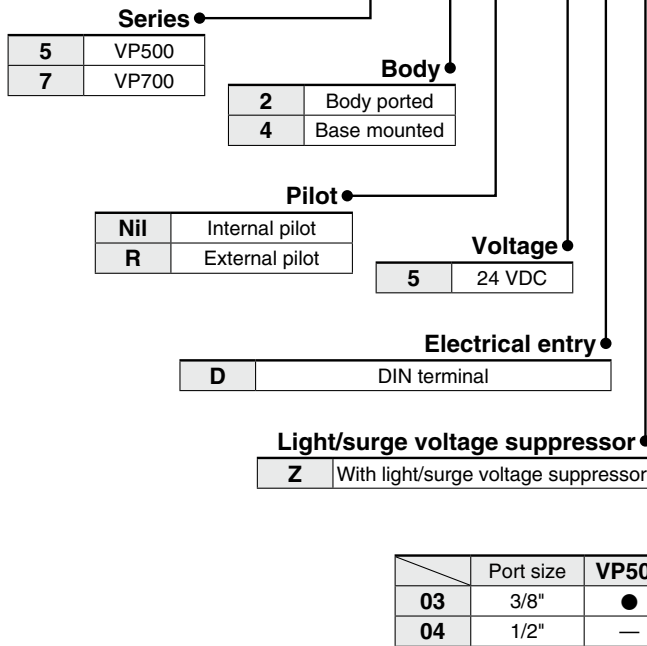 Series
5 VP500
7 VP700
Body
2 Body ported
4 Base mounted
Pilot
Nil Internal pilot
R External pilot
Voltage
5 24 VDC
Electrical entry
D DIN terminal
Light/surge voltage suppressor
Z With light/surge voltage suppressor
Port size VP50
03 3/8" ●
04 1/2" —